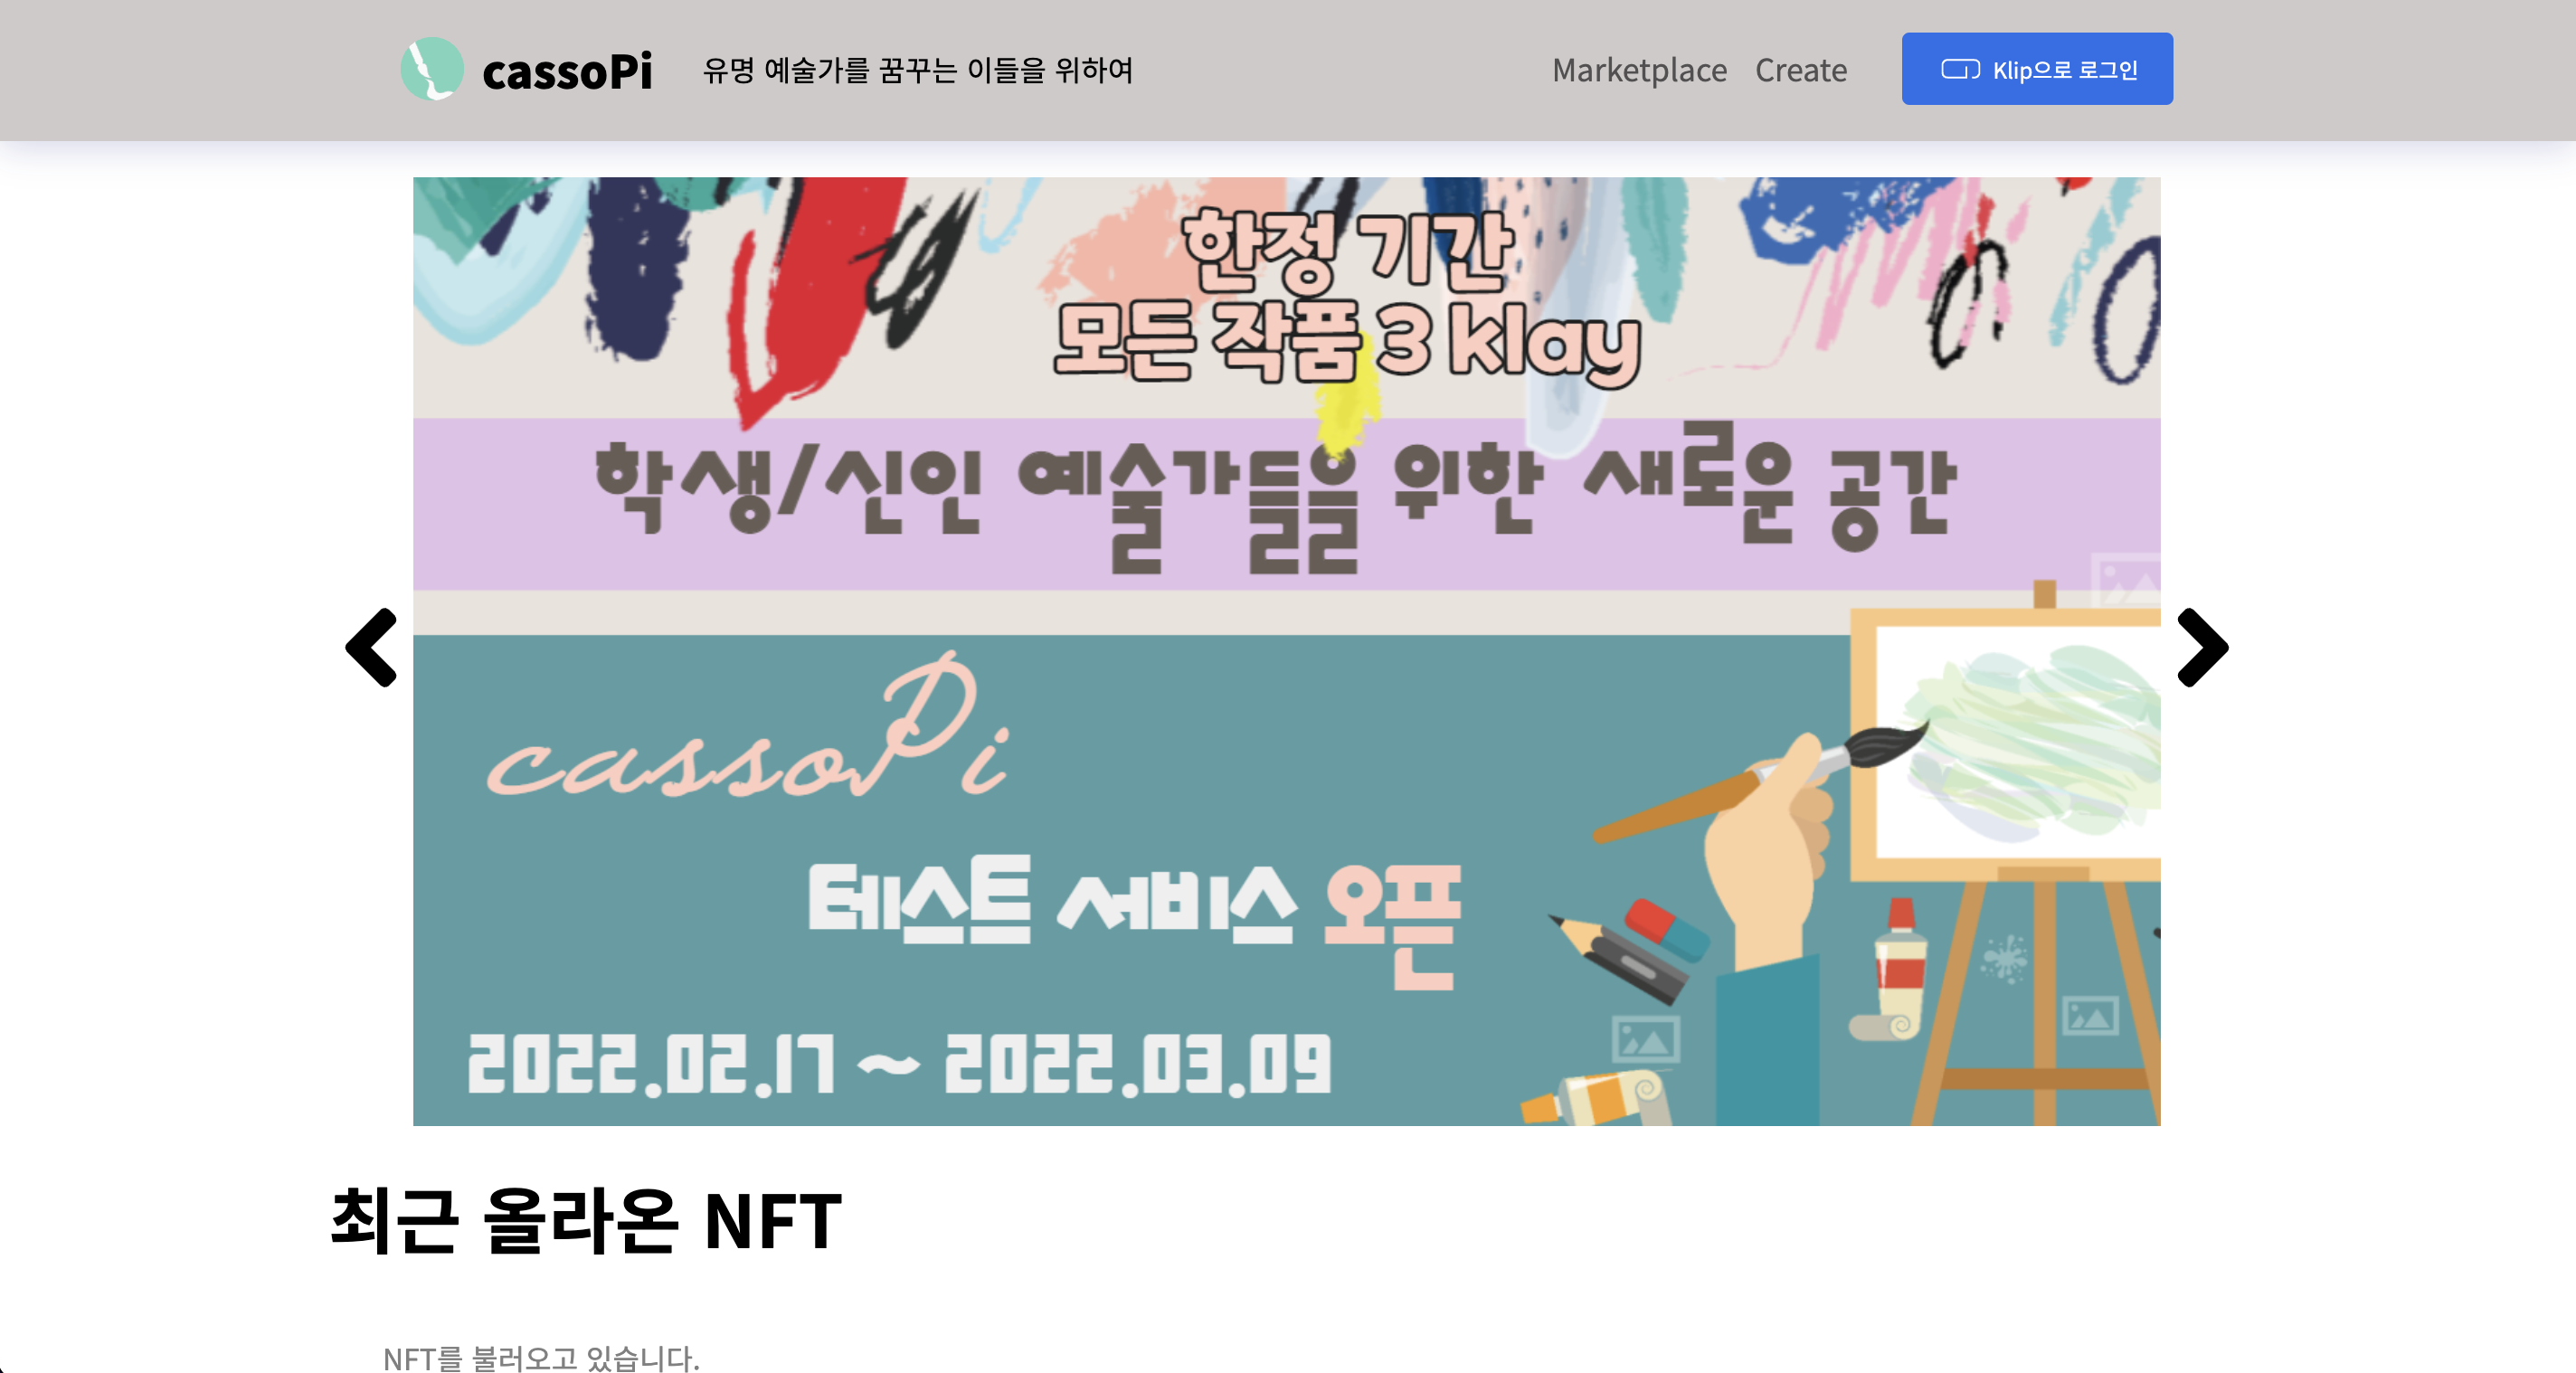 cassoPi
유명 예술가를 꿈꾸는 이들을 위하여
Marketplace
Create
Klip으로 로그인
한정 기간
모든 작품 3 Klay
학생/신인 예술가들을 위한 새로운 공간
cassoPi
테스트 서비스 오픈
2022.02.17 ~ 2022.03.09
최근 올라온 NFT
NFT를 불러오고 있습니다.